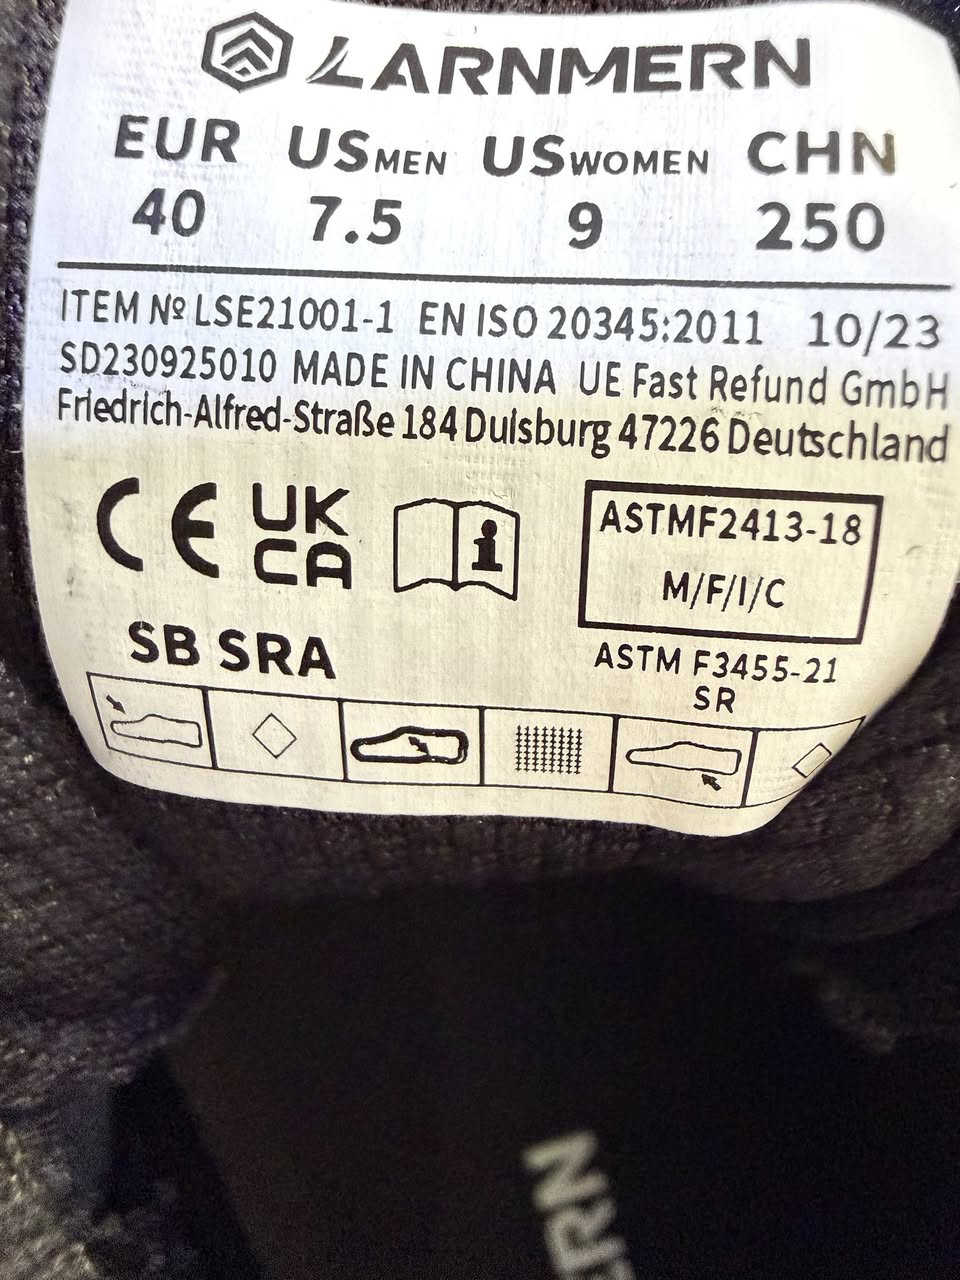 LARNMERN
EUR USMEN USWOMEN CHN
40 7.5 9 250
ITEM № LSE21001-1 EN ISO 20345:2011 10/23
SD230925010 MADE IN CHINA UE Fast Refund GmbH
Friedrich-Alfred-Straße 184 Duisburg 47226 Deutschland
CE UK CA
ASTMF2413-18
M/F/I/C
SB SRA
ASTM F3455-21
SR
ERN